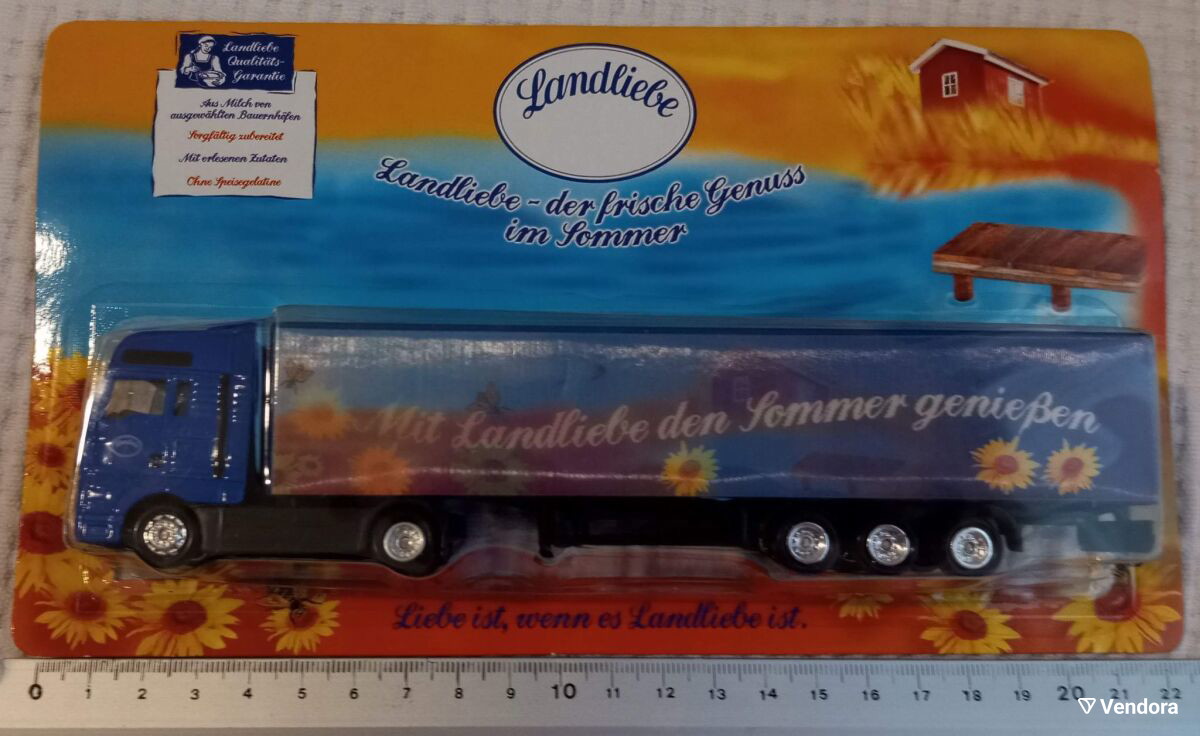 Landliebe
Qualitäts-
Garantie
Aus Milch von
ausgewählten Bauernhöfen
Sorgfältig zubereitet
Mit erlesenen Zutaten
Ohne Speisegelatine
Landliebe
Landliebe - der frische Genuss
im Sommer
Mit Landliebe den Sommer genießen
Liebe ist, wenn es Landliebe ist.
0 1 2 3 4 5 6 7 8 9 10 11 12 13 14 15 16 17 18 19 20 21 22
Vendora